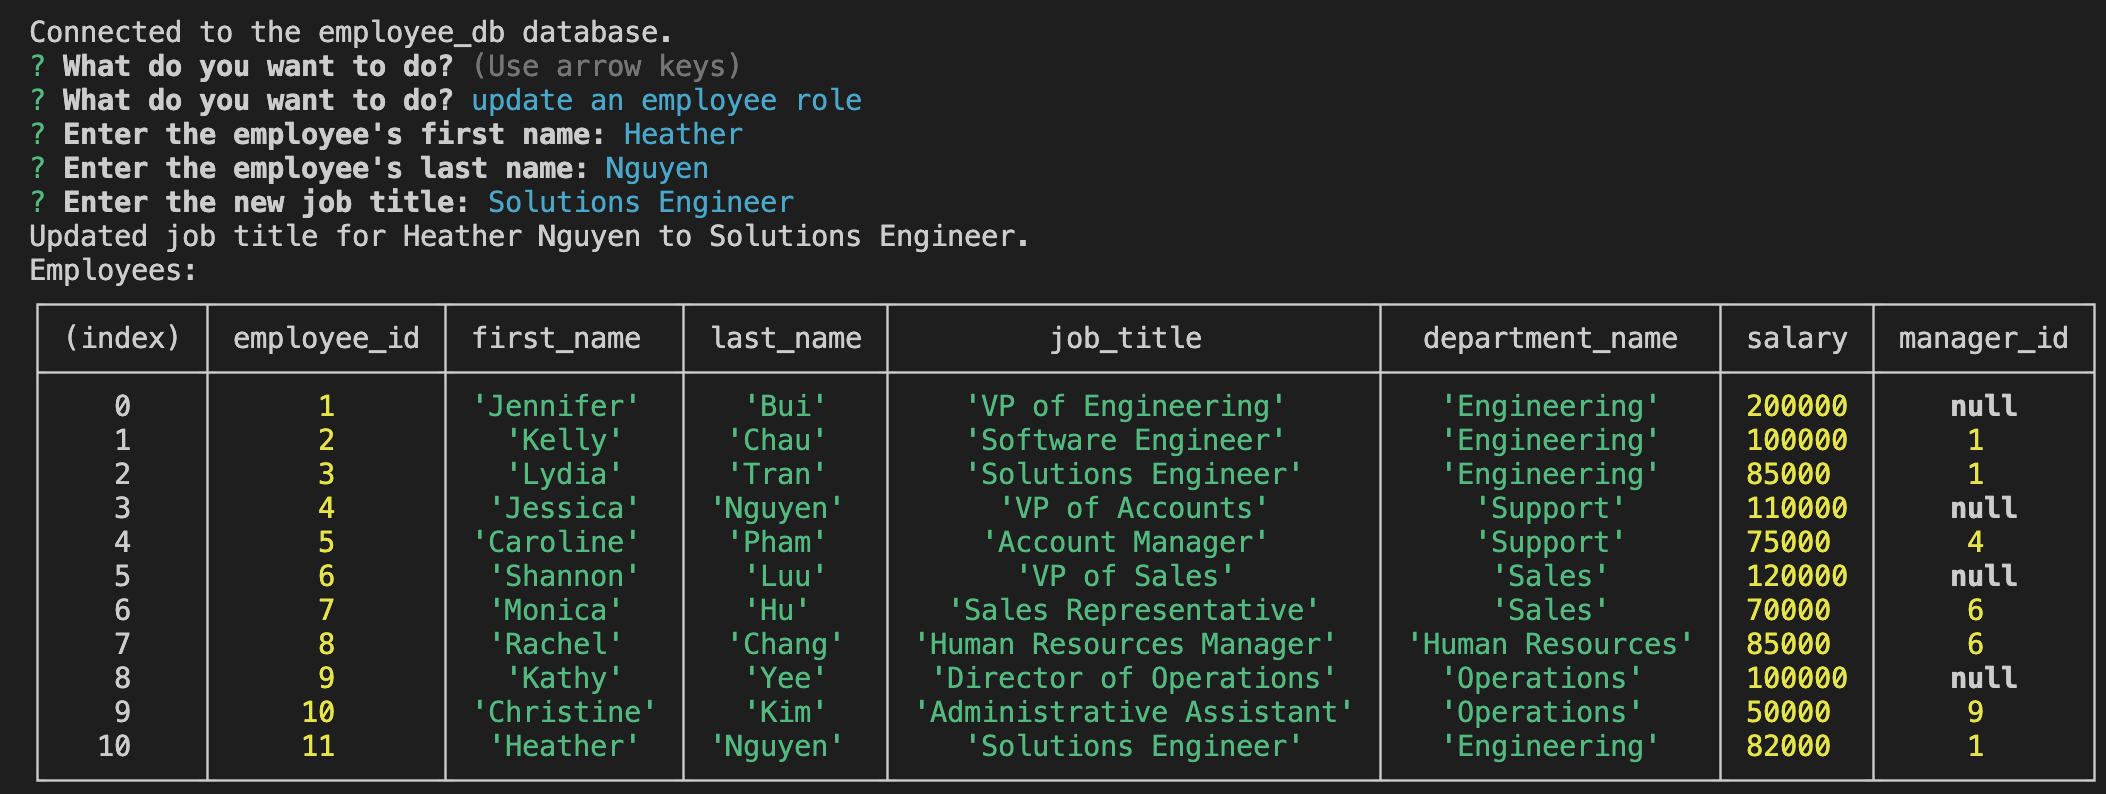 Connected to the employee_db database.
? What do you want to do? (Use arrow keys)
? What do you want to do? update an employee role
? Enter the employee's first name: Heather
? Enter the employee's last name: Nguyen
? Enter the new job title: Solutions Engineer
Updated job title for Heather Nguyen to Solutions Engineer.
Employees:
(index) employee_id first_name last_name job_title department_name salary manager_id
0 1 'Jennifer' 'Bui' 'VP of Engineering' 'Engineering' 200000 null
1 2 'Kelly' 'Chau' 'Software Engineer' 'Engineering' 100000 1
2 3 'Lydia' 'Tran' 'Solutions Engineer' 'Engineering' 85000 1
3 4 'Jessica' 'Nguyen' 'VP of Accounts' 'Support' 110000 null
4 5 'Caroline' 'Pham' 'Account Manager' 'Support' 75000 4
5 6 'Shannon' 'Luu' 'VP of Sales' 'Sales' 120000 null
6 7 'Monica' 'Hu' 'Sales Representative' 'Sales' 70000 6
7 8 'Rachel' 'Chang' 'Human Resources Manager' 'Human Resources' 85000 6
8 9 'Kathy' 'Yee' 'Director of Operations' 'Operations' 100000 null
9 10 'Christine' 'Kim' 'Administrative Assistant' 'Operations' 50000 9
10 11 'Heather' 'Nguyen' 'Solutions Engineer' 'Engineering' 82000 1